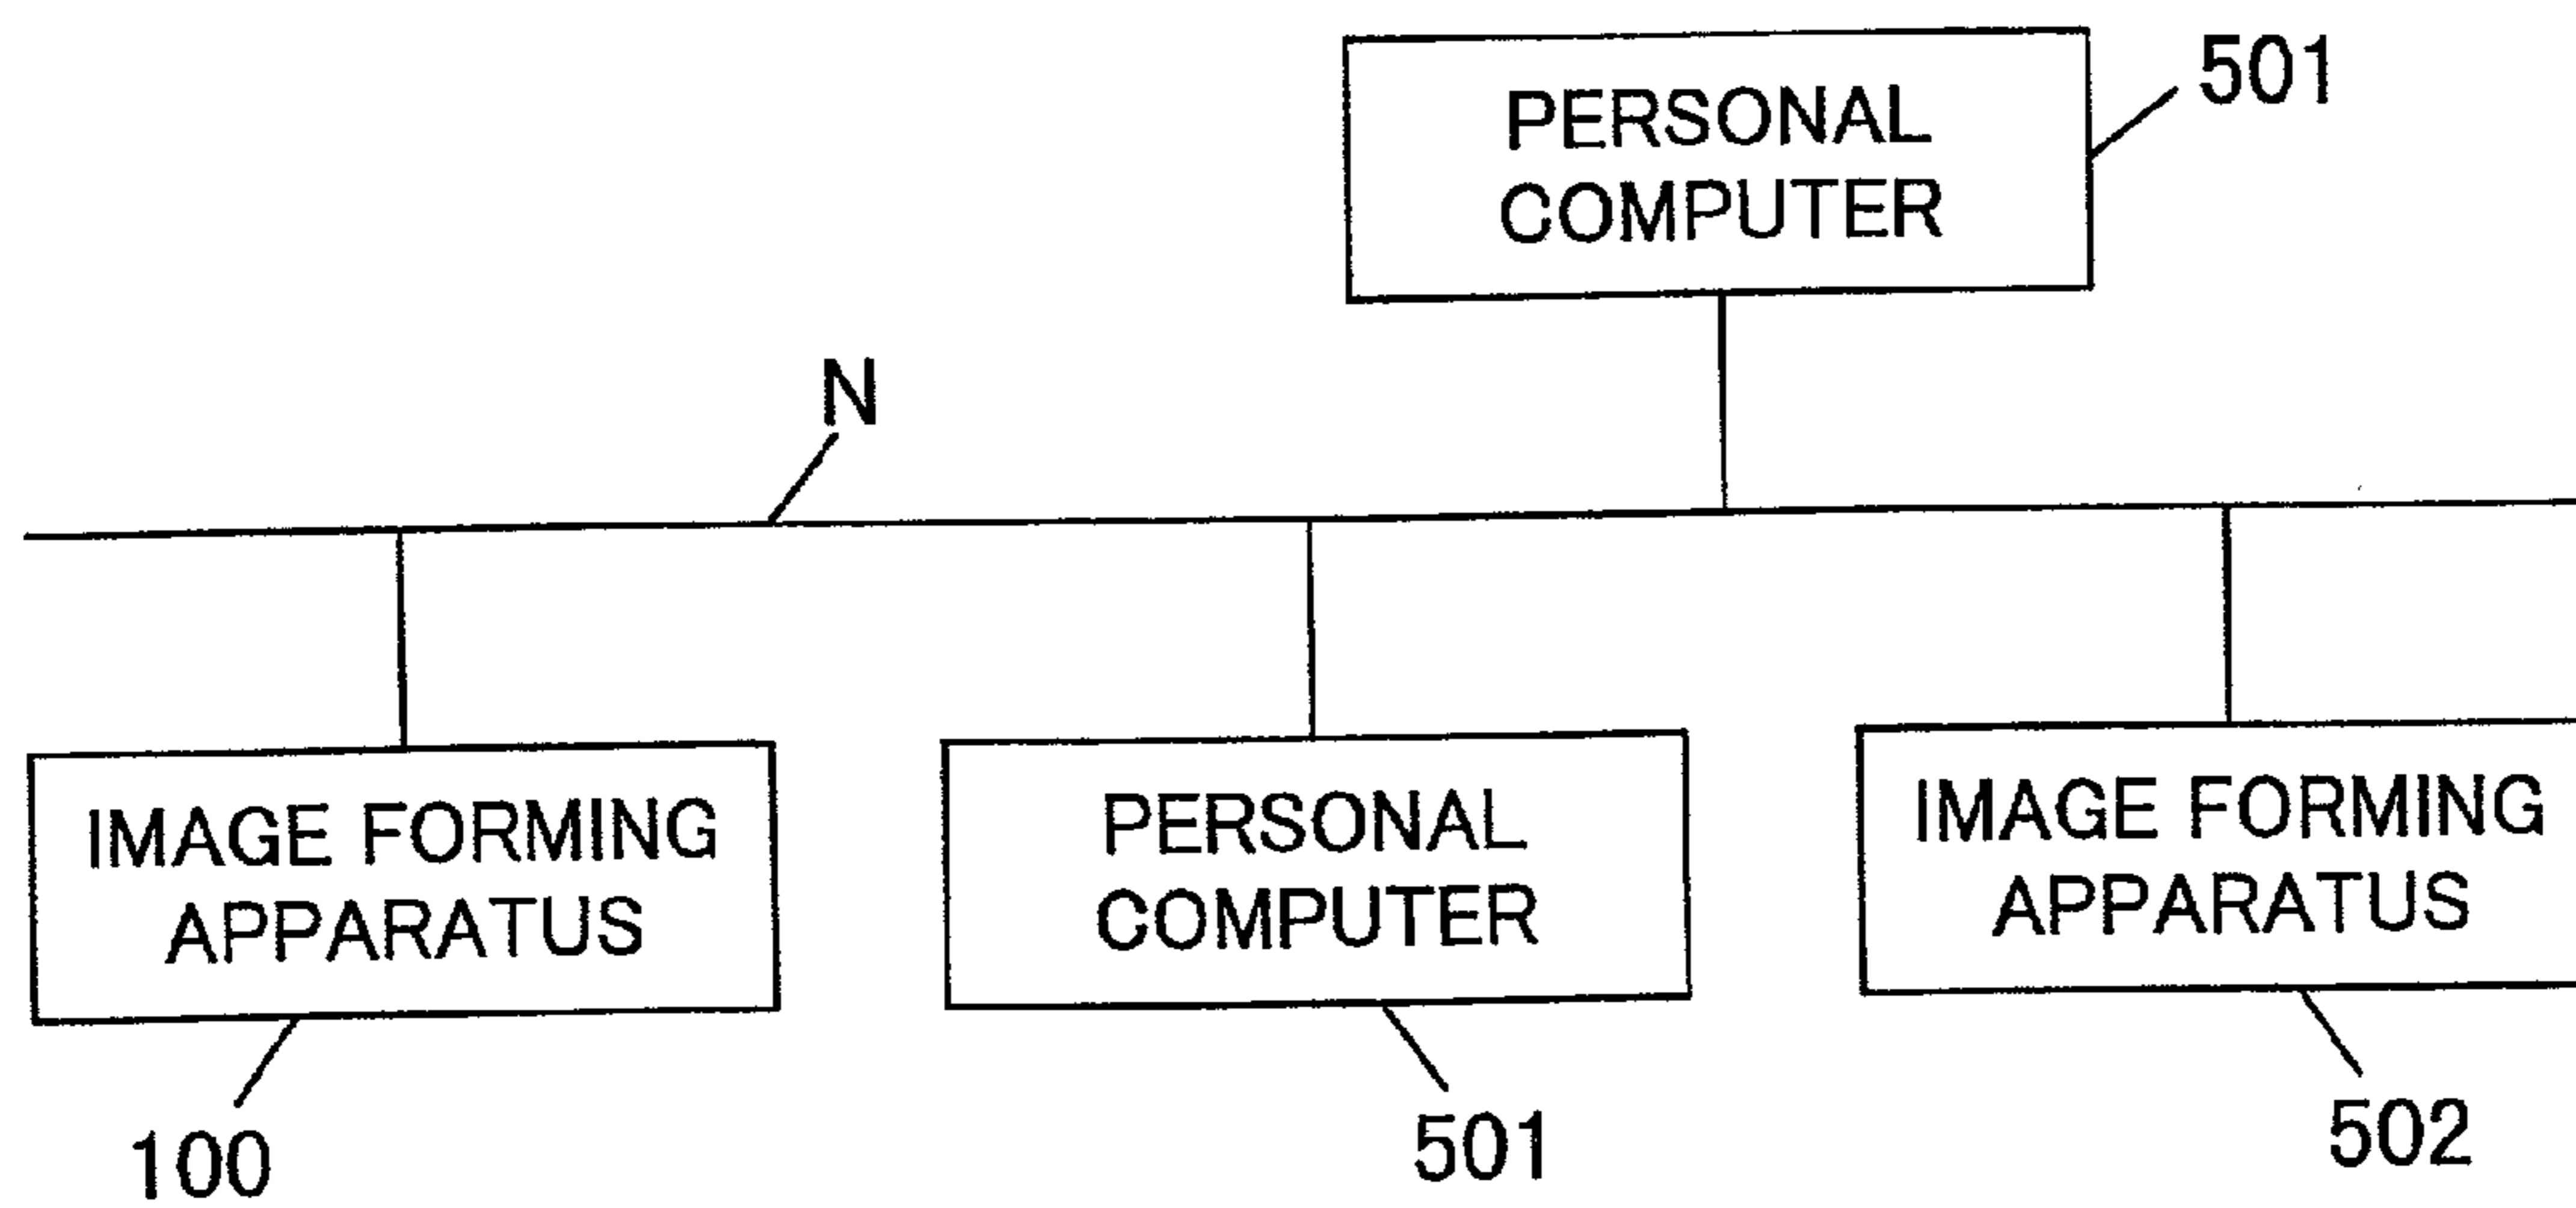 PERSONAL
COMPUTER
501
N
IMAGE FORMING
APPARATUS
100
PERSONAL
COMPUTER
501
IMAGE FORMING
APPARATUS
502